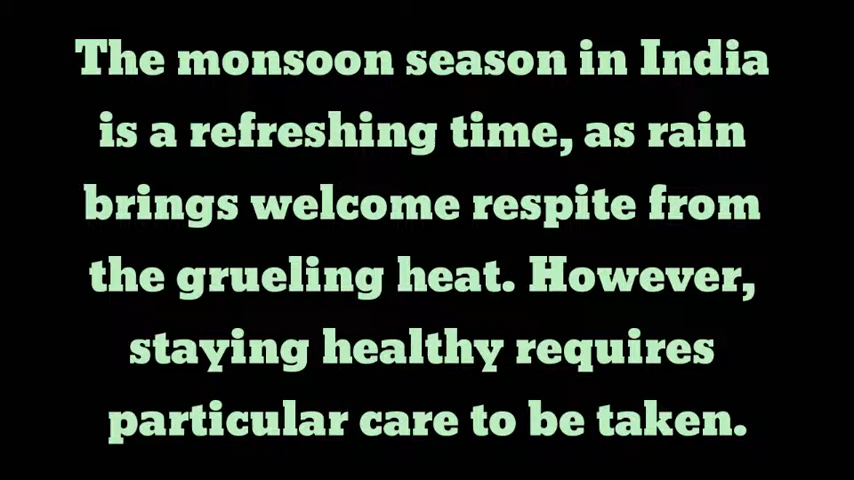 The monsoon season in India
is a refreshing time, as rain
brings welcome respite from
the grueling heat. However,
staying healthy requires
particular care to be taken.